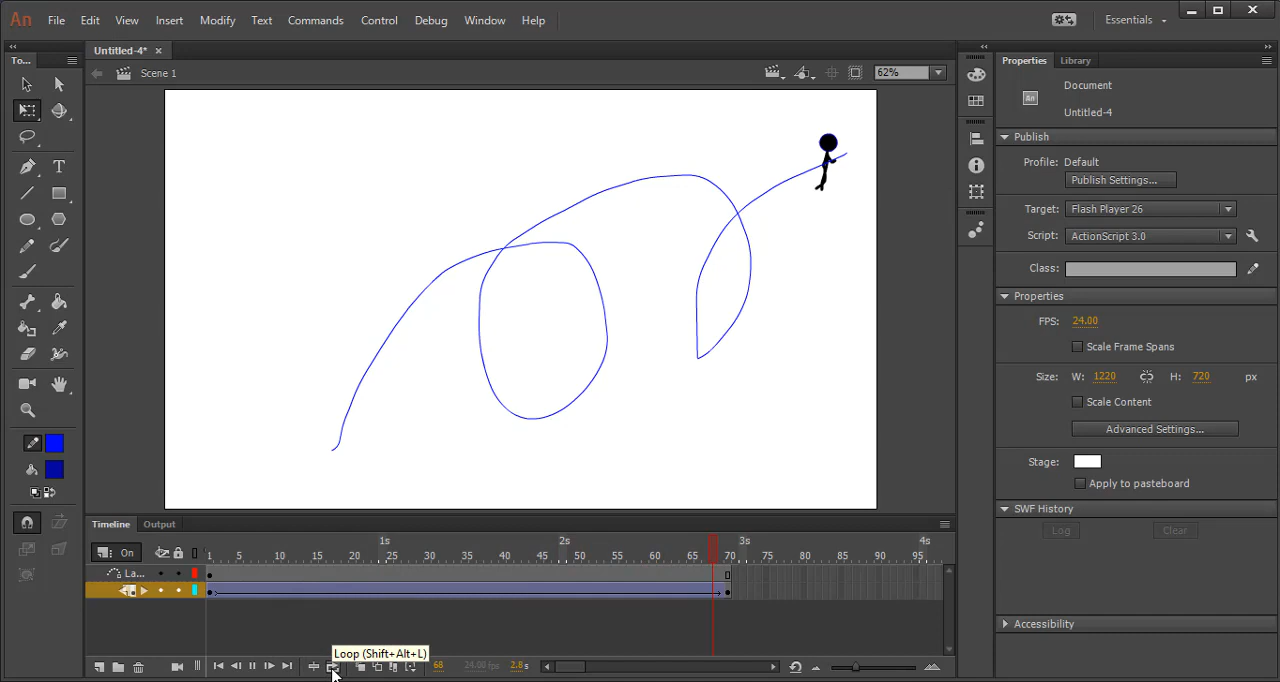 An File Edit View Insert Modify Text Commands Control Debug Window Help Essentials
Untitled-4* ×
To...
Scene 1
62%
Properties Library
Document
Untitled-4
Publish
Profile: Default
Publish Settings...
Target: Flash Player 26
Script: ActionScript 3.0
Class:
Properties
FPS: 24.00
Scale Frame Spans
Size: W: 1220 H: 720 px
Scale Content
Advanced Settings...
Stage:
Apply to pasteboard
SWF History
Log Clear
Accessibility
Timeline Output
On
1s 2s 3s 4s
1 5 10 15 20 25 30 35 40 45 50 55 60 65 70 75 80 85 90 95
La...
Loop (Shift+Alt+L)
68 24.00 fps 2.8 s